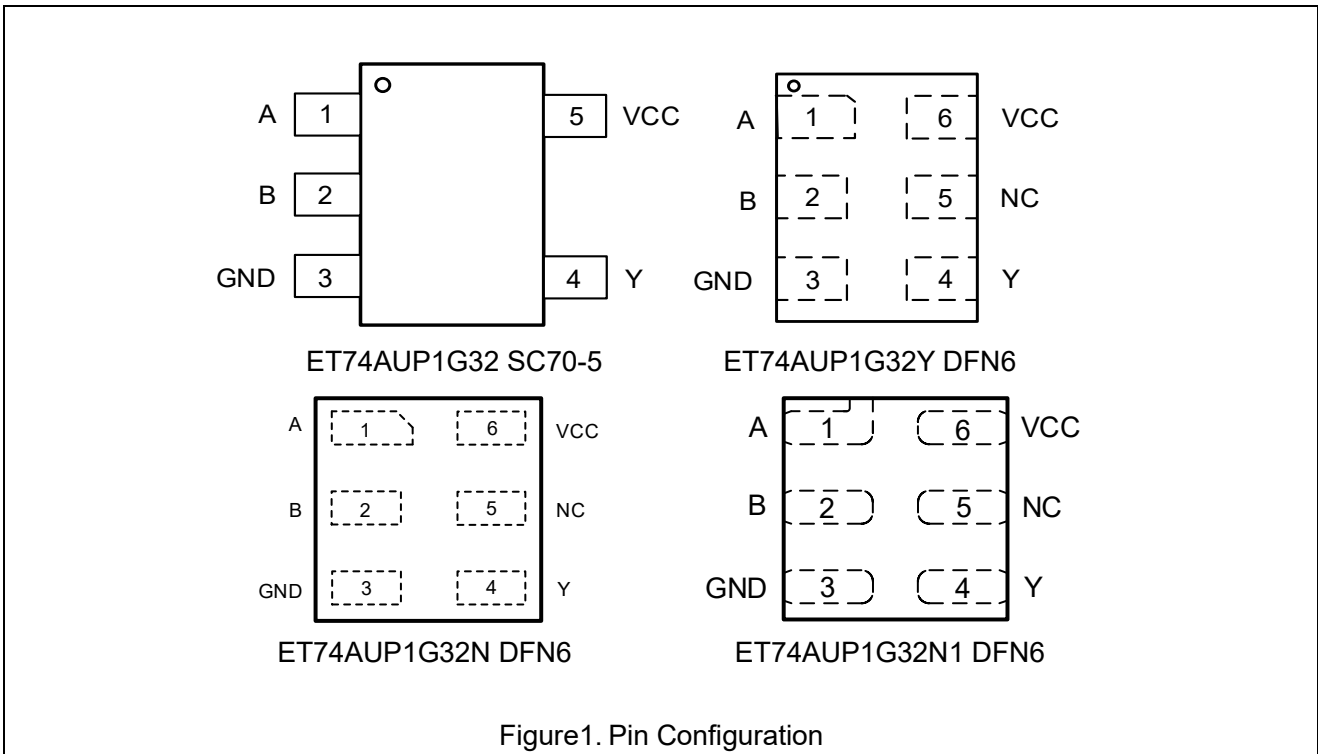 A 1 5 VCC
B 2
GND 3 4 Y
ET74AUP1G32 SC70-5
A 1 6 VCC
B 2 5 NC
GND 3 4 Y
ET74AUP1G32Y DFN6
A 1 6 VCC
B 2 5 NC
GND 3 4 Y
ET74AUP1G32N DFN6
A 1 6 VCC
B 2 5 NC
GND 3 4 Y
ET74AUP1G32N1 DFN6
Figure1. Pin Configuration